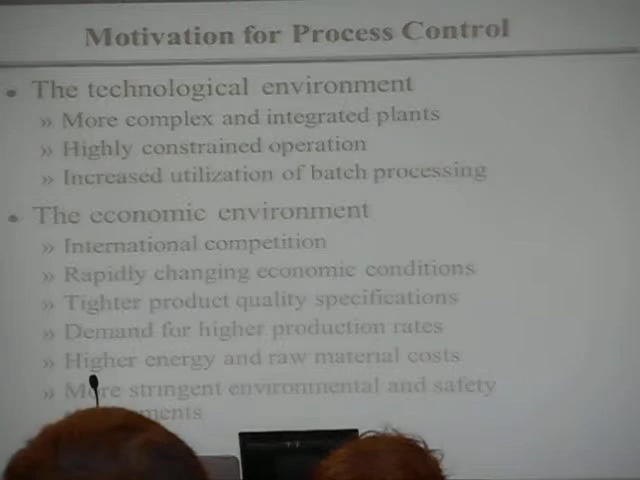 Motivation for Process Control
• The technological environment
» More complex and integrated plants
» Highly constrained operation
» Increased utilization of batch processing
• The economic environment
» International competition
» Rapidly changing economic conditions
» Tighter product quality specifications
» Demand for higher production rates
» Higher energy and raw material costs
» More stringent environmental and safety